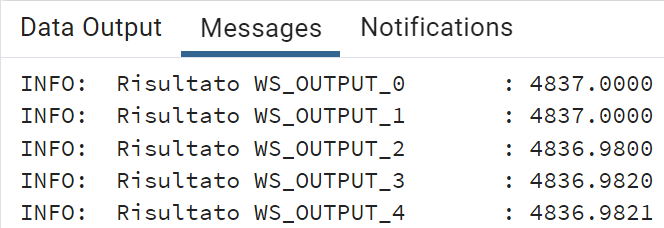 Data Output Messages Notifications
INFO:  Risultato WS_OUTPUT_0      : 4837.0000
INFO:  Risultato WS_OUTPUT_1      : 4837.0000
INFO:  Risultato WS_OUTPUT_2      : 4836.9800
INFO:  Risultato WS_OUTPUT_3      : 4836.9820
INFO:  Risultato WS_OUTPUT_4      : 4836.9821